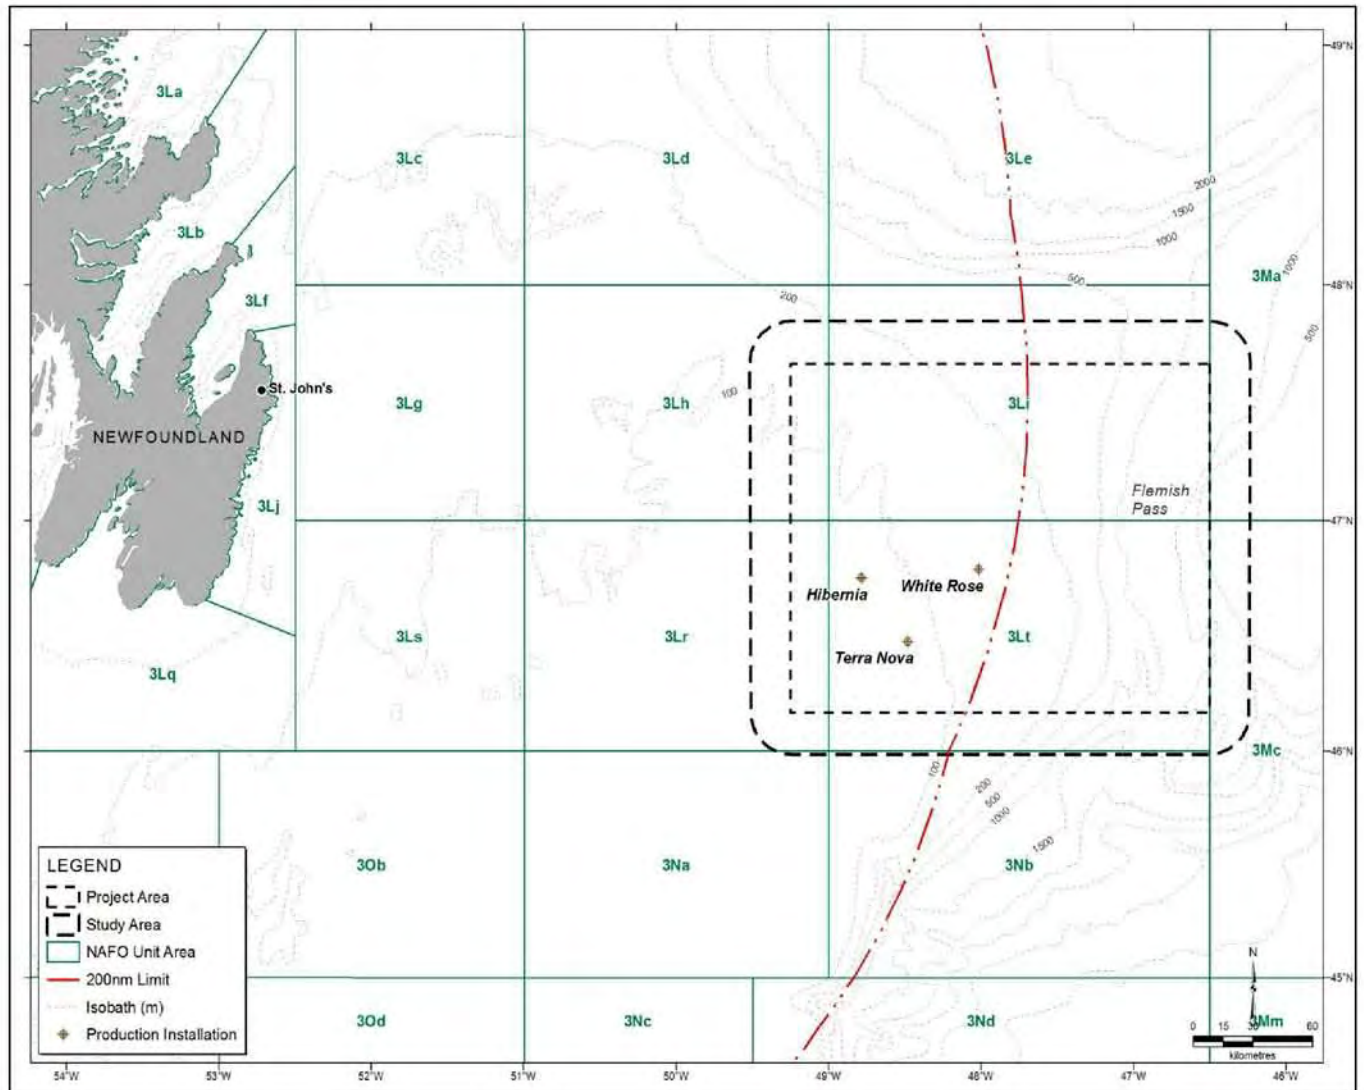 3La
3Lc
3Ld
3Le
2000
1500
1000
3Lb
500
3Ma
1000
200
3Lf
500
St. John's
3Lg
3Lh
100
3Li
NEWFOUNDLAND
Flemish
Pass
3Lj
Hibernia
White Rose
3Ls
3Lr
3Lt
Terra Nova
3Lq
3Mc
100
200
500
1000
1500
3Ob
3Na
3Nb
LEGEND
Project Area
Study Area
NAFO Unit Area
200nm Limit
Isobath (m)
Production Installation
N
3Od
3Nc
3Nd
3Mm
0 15 30 60
kilometres
49°N
48°N
47°N
46°N
45°N
54°W 53°W 52°W 51°W 50°W 49°W 48°W 47°W 46°W